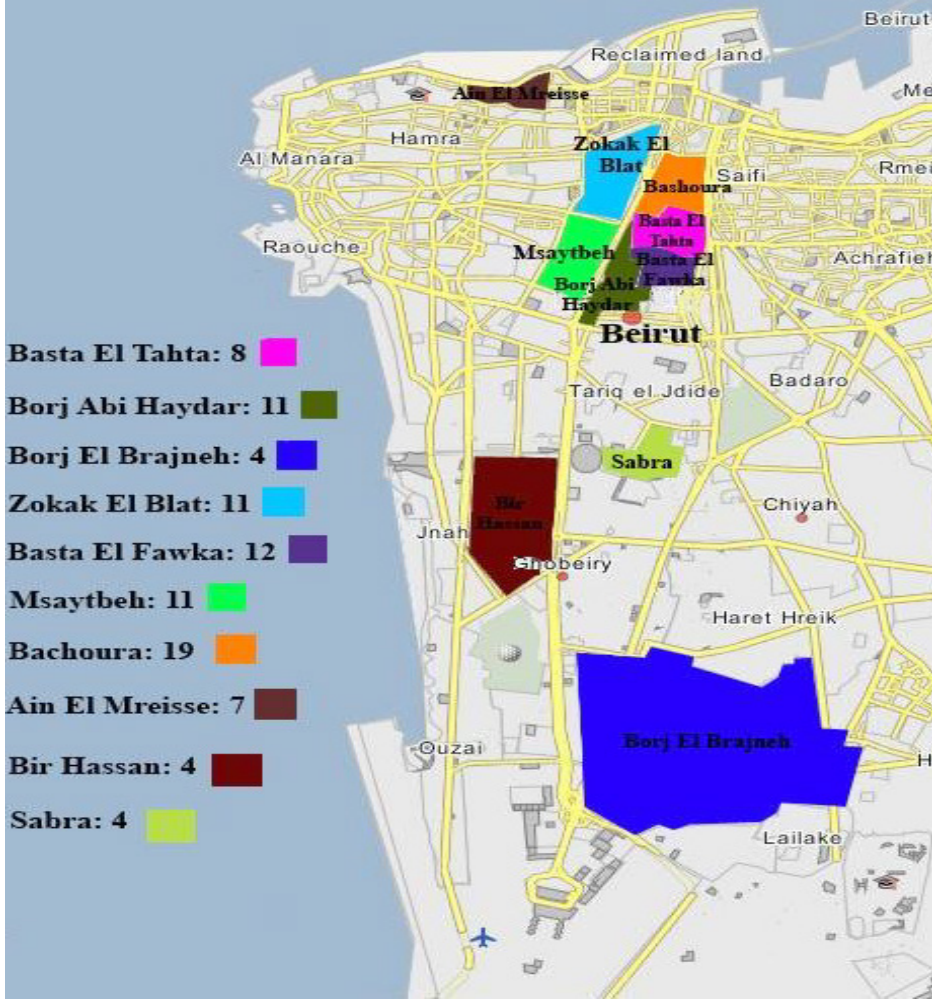 Beirut
Reclaimed land
Ain El Mreisse
Me
Hamra
Zokak El
Blat
Al Manara
Saifi
Rmei
Bashoura
Basta El
Tahta
Raouche
Msaytbeh
Basta El
Fawka
Achrafieh
Borj Abi
Haydar
Beirut
Tariq el Jdide
Badaro
Sabra
Bir
Hassan
Chiyah
Jnah
Ghobeiry
Haret Hreik
Borj El Brajneh
Ouzai
H
Lailake
Basta El Tahta: 8
Borj Abi Haydar: 11
Borj El Brajneh: 4
Zokak El Blat: 11
Basta El Fawka: 12
Msaytbeh: 11
Bachoura: 19
Ain El Mreisse: 7
Bir Hassan: 4
Sabra: 4